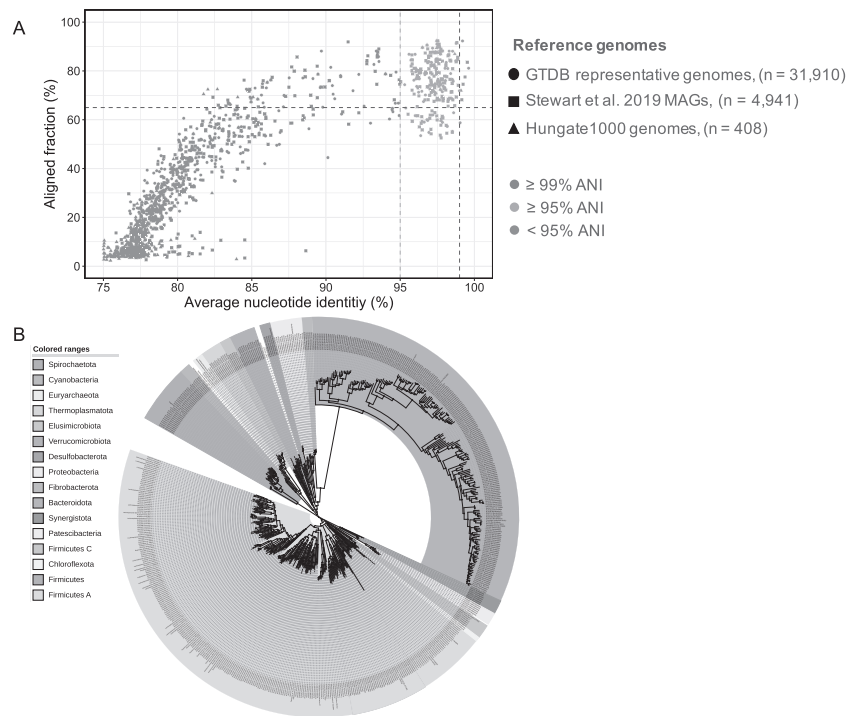 A
100
80
60
40
20
0
Aligned fraction (%)
75
80
85
90
95
100
Average nucleotide identitiy (%)
Reference genomes
GTDB representative genomes, (n = 31,910)
Stewart et al. 2019 MAGs, (n = 4,941)
Hungate1000 genomes, (n = 408)
≥ 99% ANI
≥ 95% ANI
< 95% ANI
B
Colored ranges
Spirochaetota
Cyanobacteria
Euryarchaeota
Thermoplasmatota
Elusimicrobiota
Verrucomicrobiota
Desulfobacterota
Proteobacteria
Fibrobacterota
Bacteroidota
Synergistota
Patescibacteria
Firmicutes C
Chloroflexota
Firmicutes
Firmicutes A